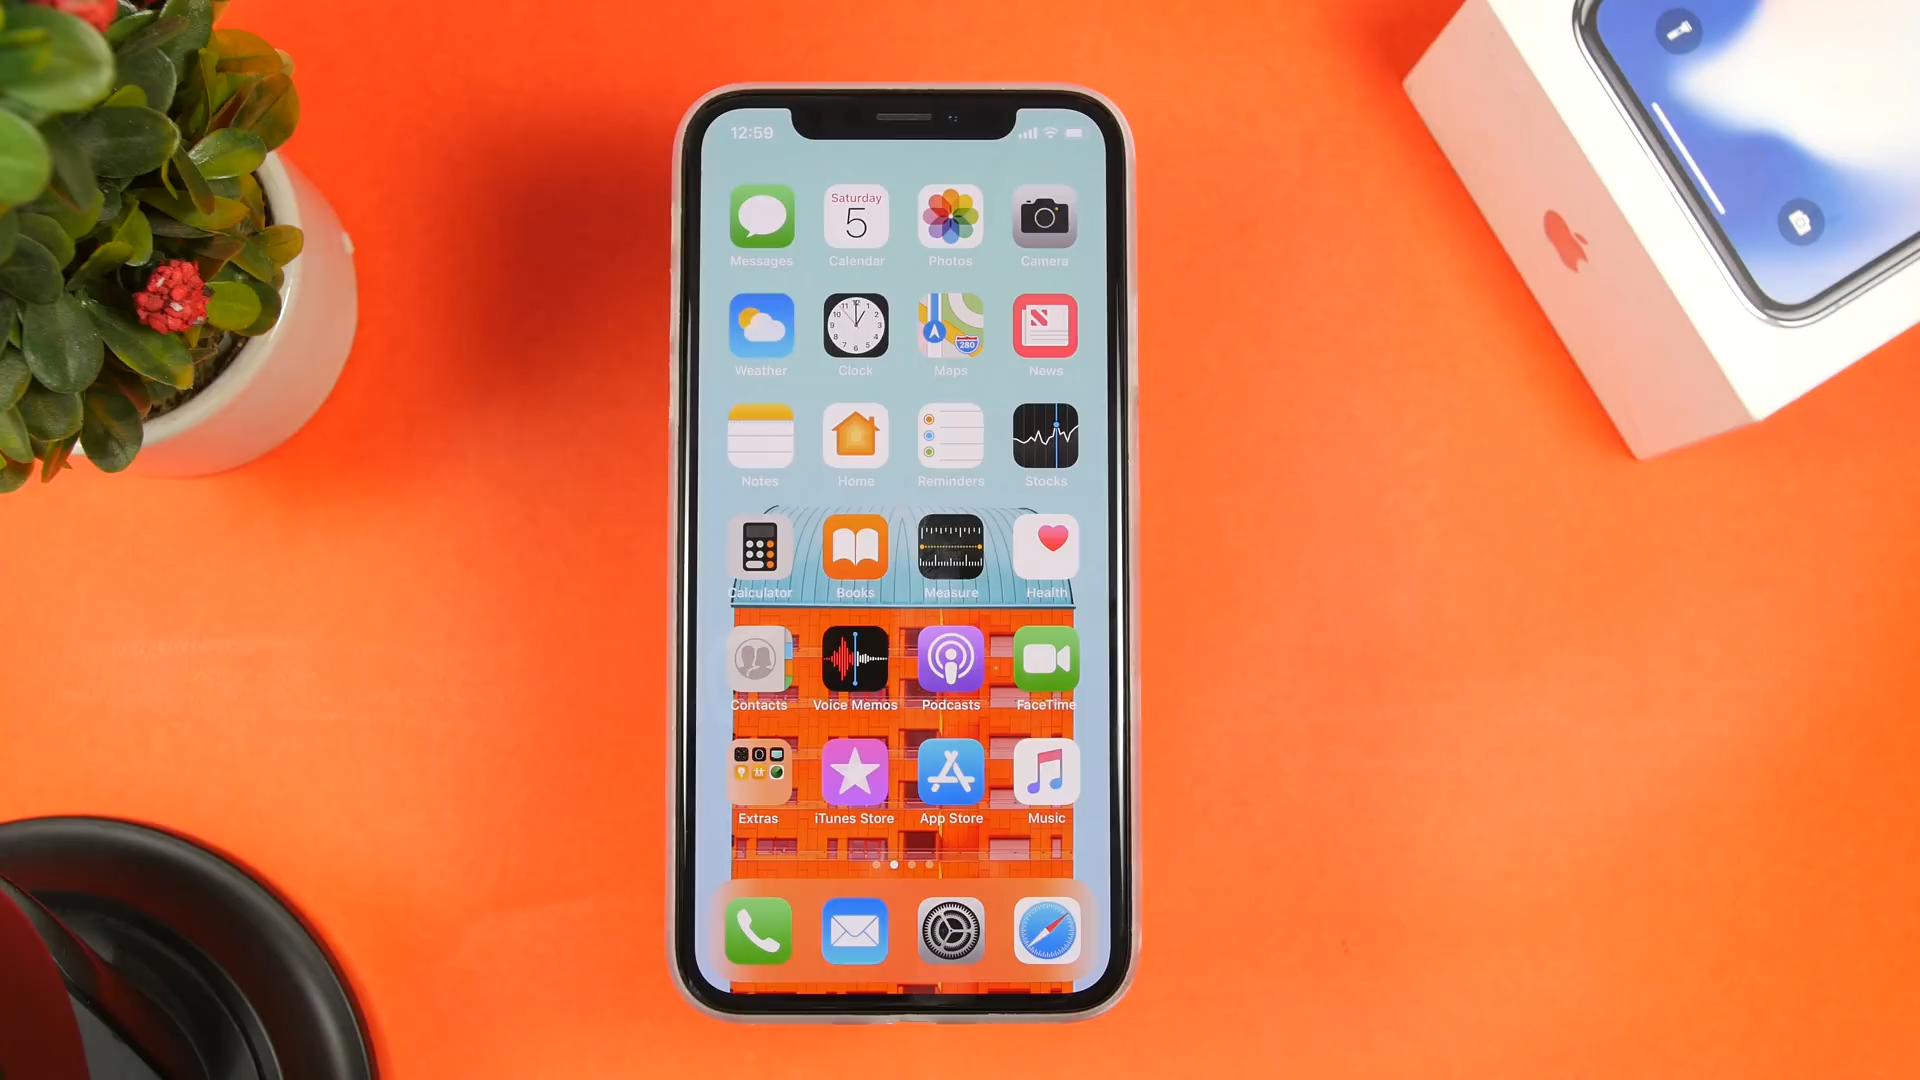 12:59
Saturday
5
Messages Calendar Photos Camera
280
Weather Clock Maps News
Notes Home Reminders Stocks
Calculator Books Measure Health
Contacts Voice Memos Podcasts FaceTime
Extras iTunes Store App Store Music